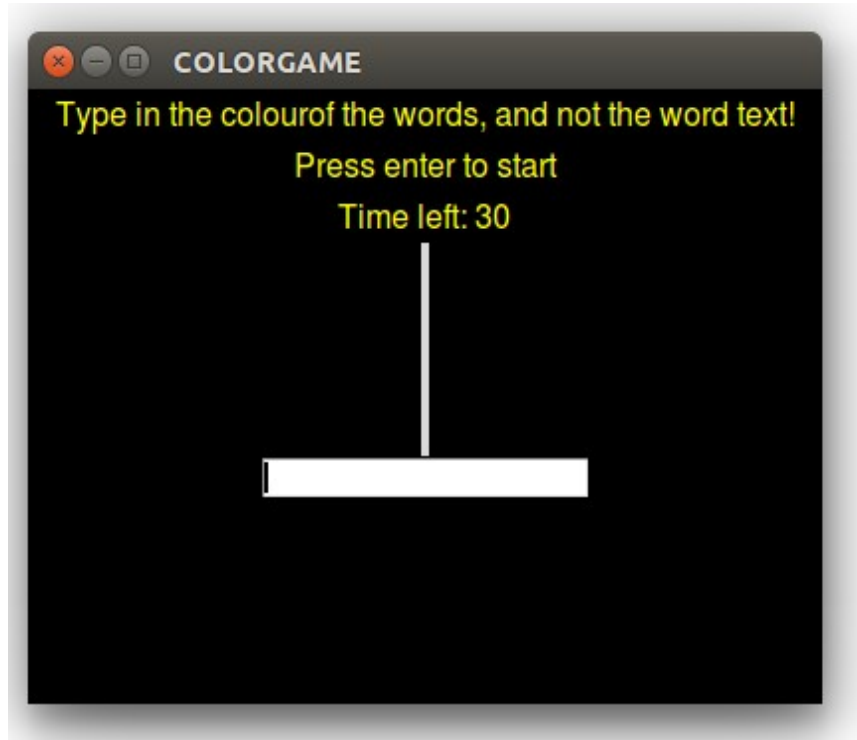 COLORGAME
Type in the colourof the words, and not the word text!
Press enter to start
Time left: 30